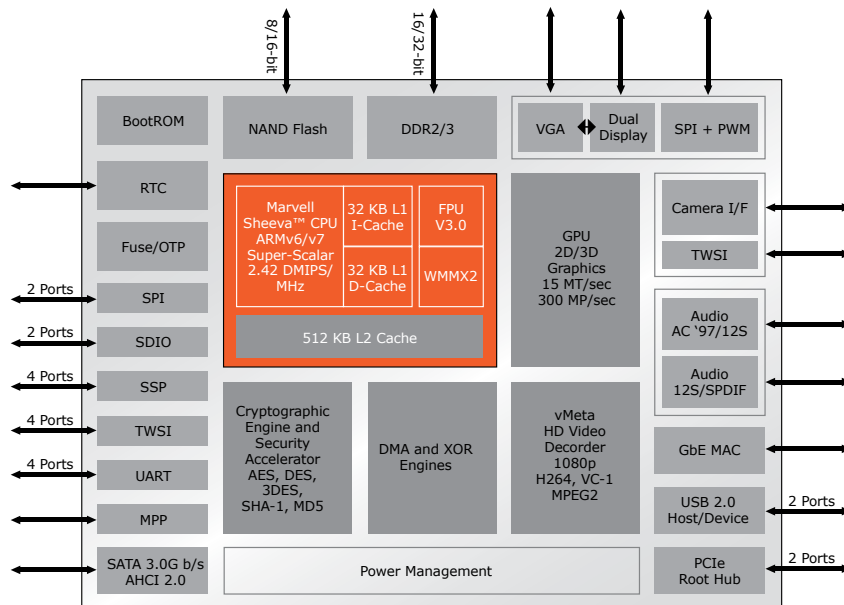 8/16-bit
16/32-bit
BootROM
NAND Flash
DDR2/3
VGA
Dual
Display
SPI + PWM
RTC
Fuse/OTP
2 Ports
SPI
2 Ports
SDIO
4 Ports
SSP
4 Ports
TWSI
4 Ports
UART
MPP
SATA 3.0G b/s
AHCI 2.0
Marvell
Sheeva™ CPU
ARMv6/v7
Super-Scalar
2.42 DMIPS/
MHz
32 KB L1
I-Cache
32 KB L1
D-Cache
FPU
V3.0
WMMX2
512 KB L2 Cache
GPU
2D/3D
Graphics
15 MT/sec
300 MP/sec
Cryptographic
Engine and
Security
Accelerator
AES, DES,
3DES,
SHA-1, MD5
DMA and XOR
Engines
vMeta
HD Video
Decorder
1080p
H264, VC-1
MPEG2
Power Management
Camera I/F
TWSI
Audio
AC ‘97/12S
Audio
12S/SPDIF
GbE MAC
USB 2.0
Host/Device
2 Ports
PCIe
Root Hub
2 Ports